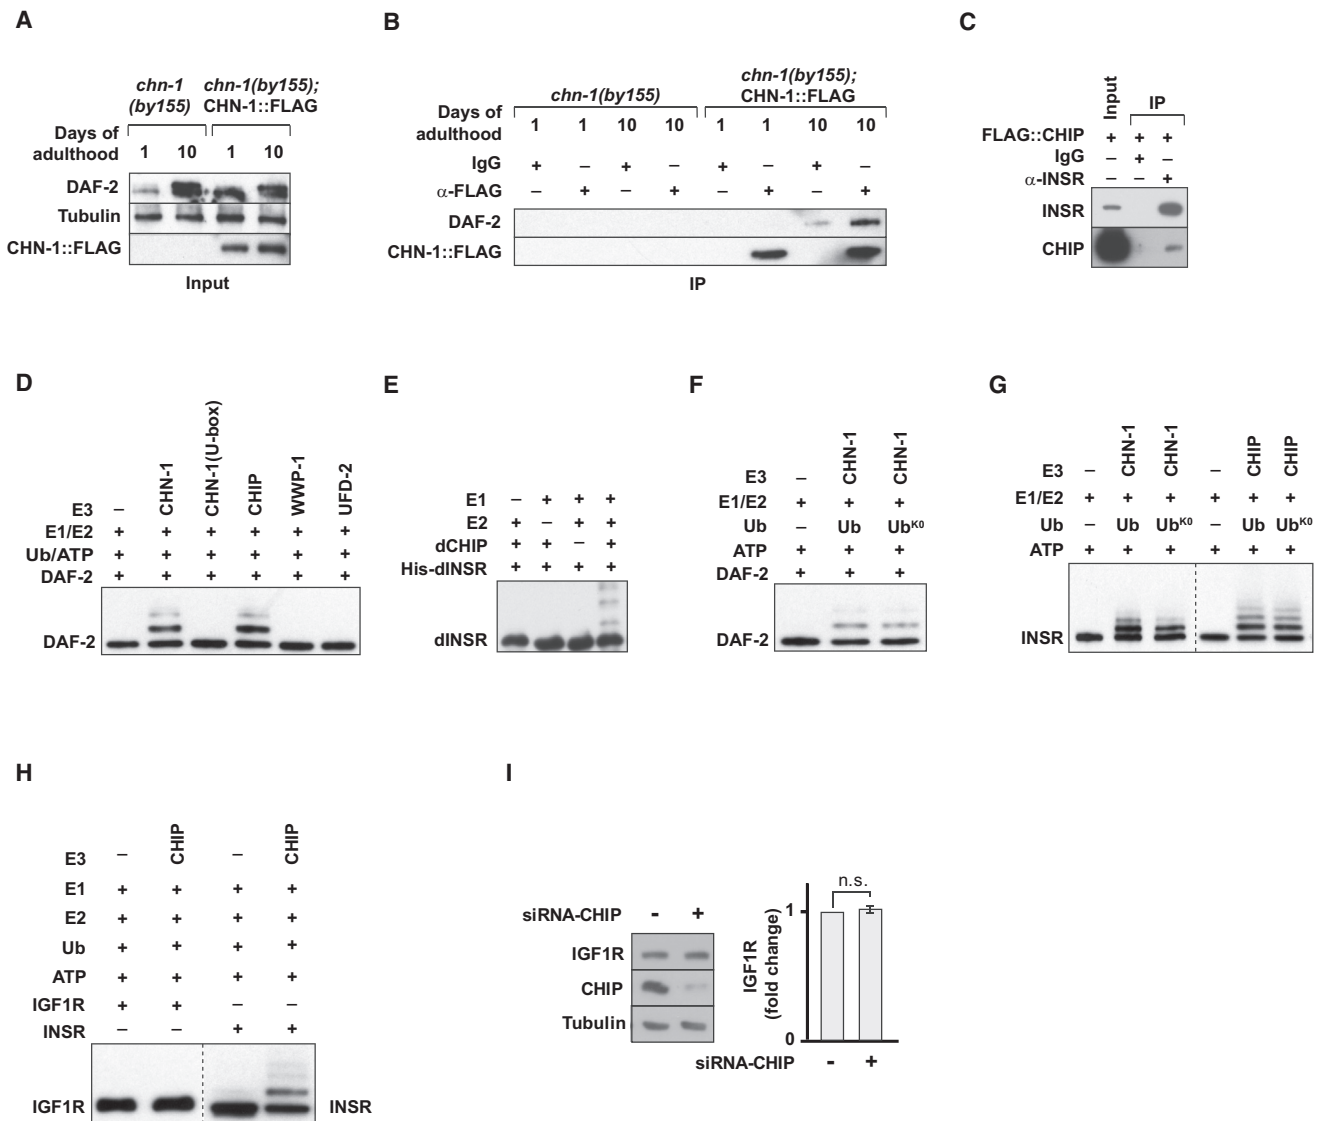 A
chn-1 (by155)
chn-1(by155); CHN-1::FLAG
Days of adulthood 1 10 1 10
DAF-2
Tubulin
CHN-1::FLAG
Input
B
chn-1(by155)
chn-1(by155); CHN-1::FLAG
Days of adulthood 1 1 10 10 1 1 10 10
IgG + – + – + – + –
α-FLAG – + – + – + – +
DAF-2
CHN-1::FLAG
IP
C
Input
IP
FLAG::CHIP + + +
IgG – + –
α-INSR – – +
INSR
CHIP
D
E3 – CHN-1 CHN-1(U-box) CHIP WWP-1 UFD-2
E1/E2 + + + + + +
Ub/ATP + + + + + +
DAF-2 + + + + + +
DAF-2
E
E1 – + + +
E2 + – + +
dCHIP + + – +
His-dINSR + + + +
dINSR
F
E3 – CHN-1 CHN-1
E1/E2 + + +
Ub – Ub UbK0
ATP + + +
DAF-2 + + +
DAF-2
G
E3 – CHN-1 CHN-1 – CHIP CHIP
E1/E2 + + + + + +
Ub – Ub UbK0 – Ub UbK0
ATP + + + + + +
INSR
H
E3 – CHIP – CHIP
E1 + + + +
E2 + + + +
Ub + + + +
ATP + + + +
IGF1R + + – –
INSR – – + +
IGF1R
INSR
I
siRNA-CHIP - +
IGF1R
CHIP
Tubulin
IGF1R (fold change)
n.s.
1
0
siRNA-CHIP - +